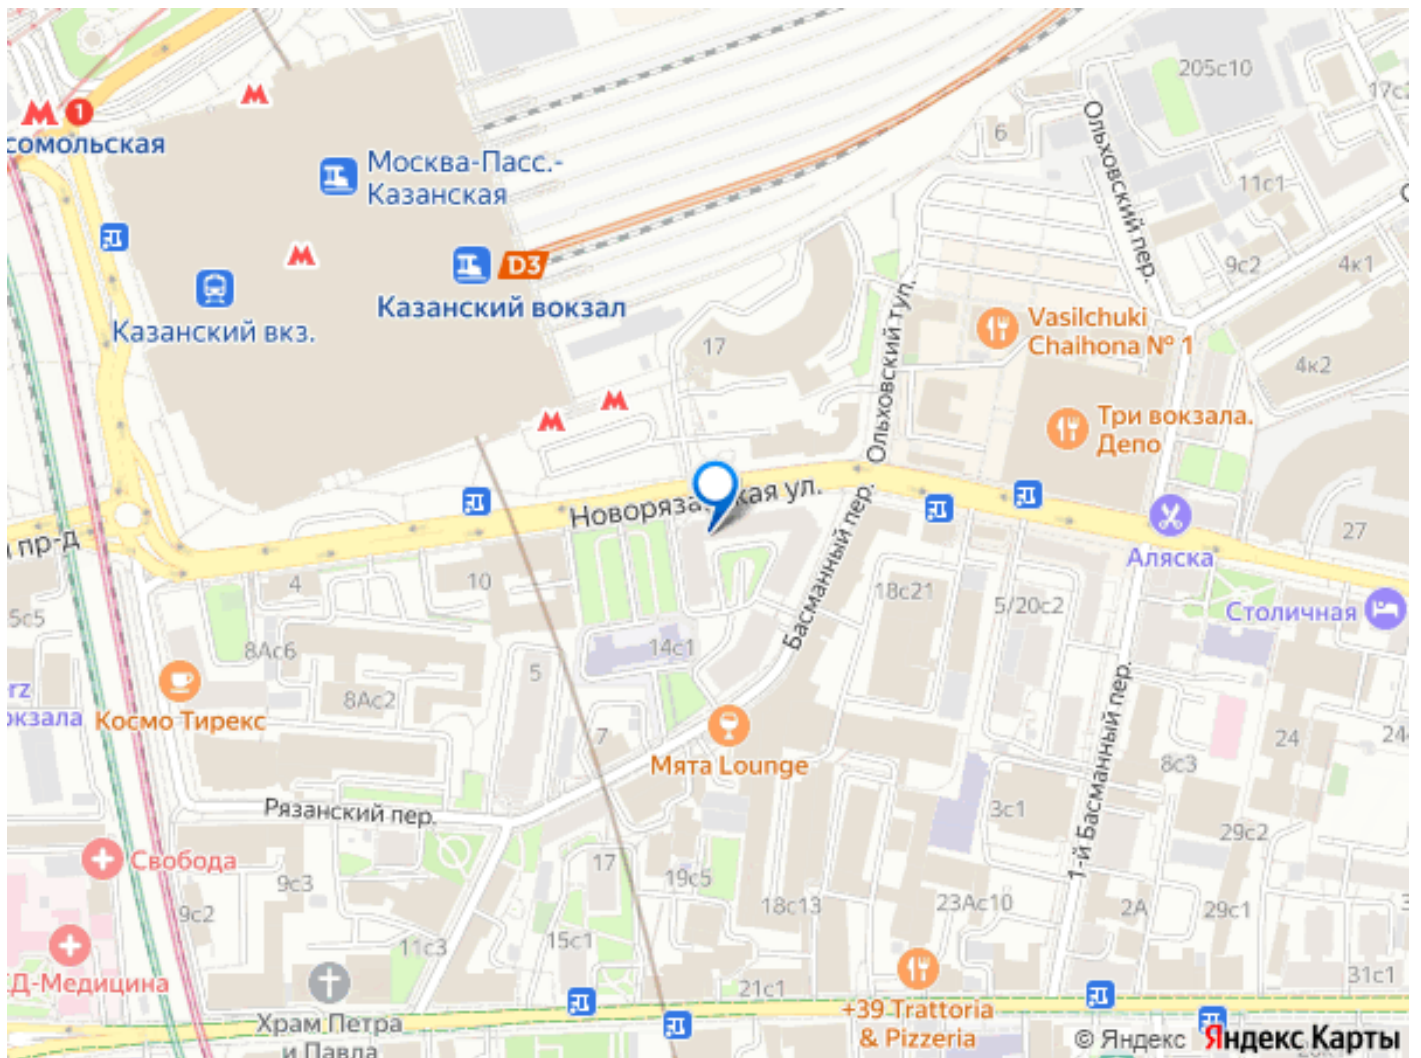 205с10
17с2
1
сомольская
Москва-Пасс.-
Казанская
6
Ольховский пер.
11с1
D3
9с2
4к1
Казанский вокзал
Казанский вкз.
Vasilchuki
Chaihona № 1
17
4к2
Ольховский туп.
Три вокзала.
Депо
Новорязанская ул.
Басманный пер.
пр-д
27
Аляска
4
10
18с21
5/20с2
Столичная
5с5
8Ас6
14с1
5
8Ас2
erz
окзала
Космо Тирекс
7
24
24
Мята Lounge
8с3
1-й Басманный пер.
Рязанский пер.
3с1
29с2
Свобода
17
19с5
9с3
9с2
18с13
23Ас10
2А
29с1
11с3
15с1
Д-Медицина
21с1
31с1
+39 Trattoria
& Pizzeria
Храм Петра
и Павла
© Яндекс Яндекс Карты